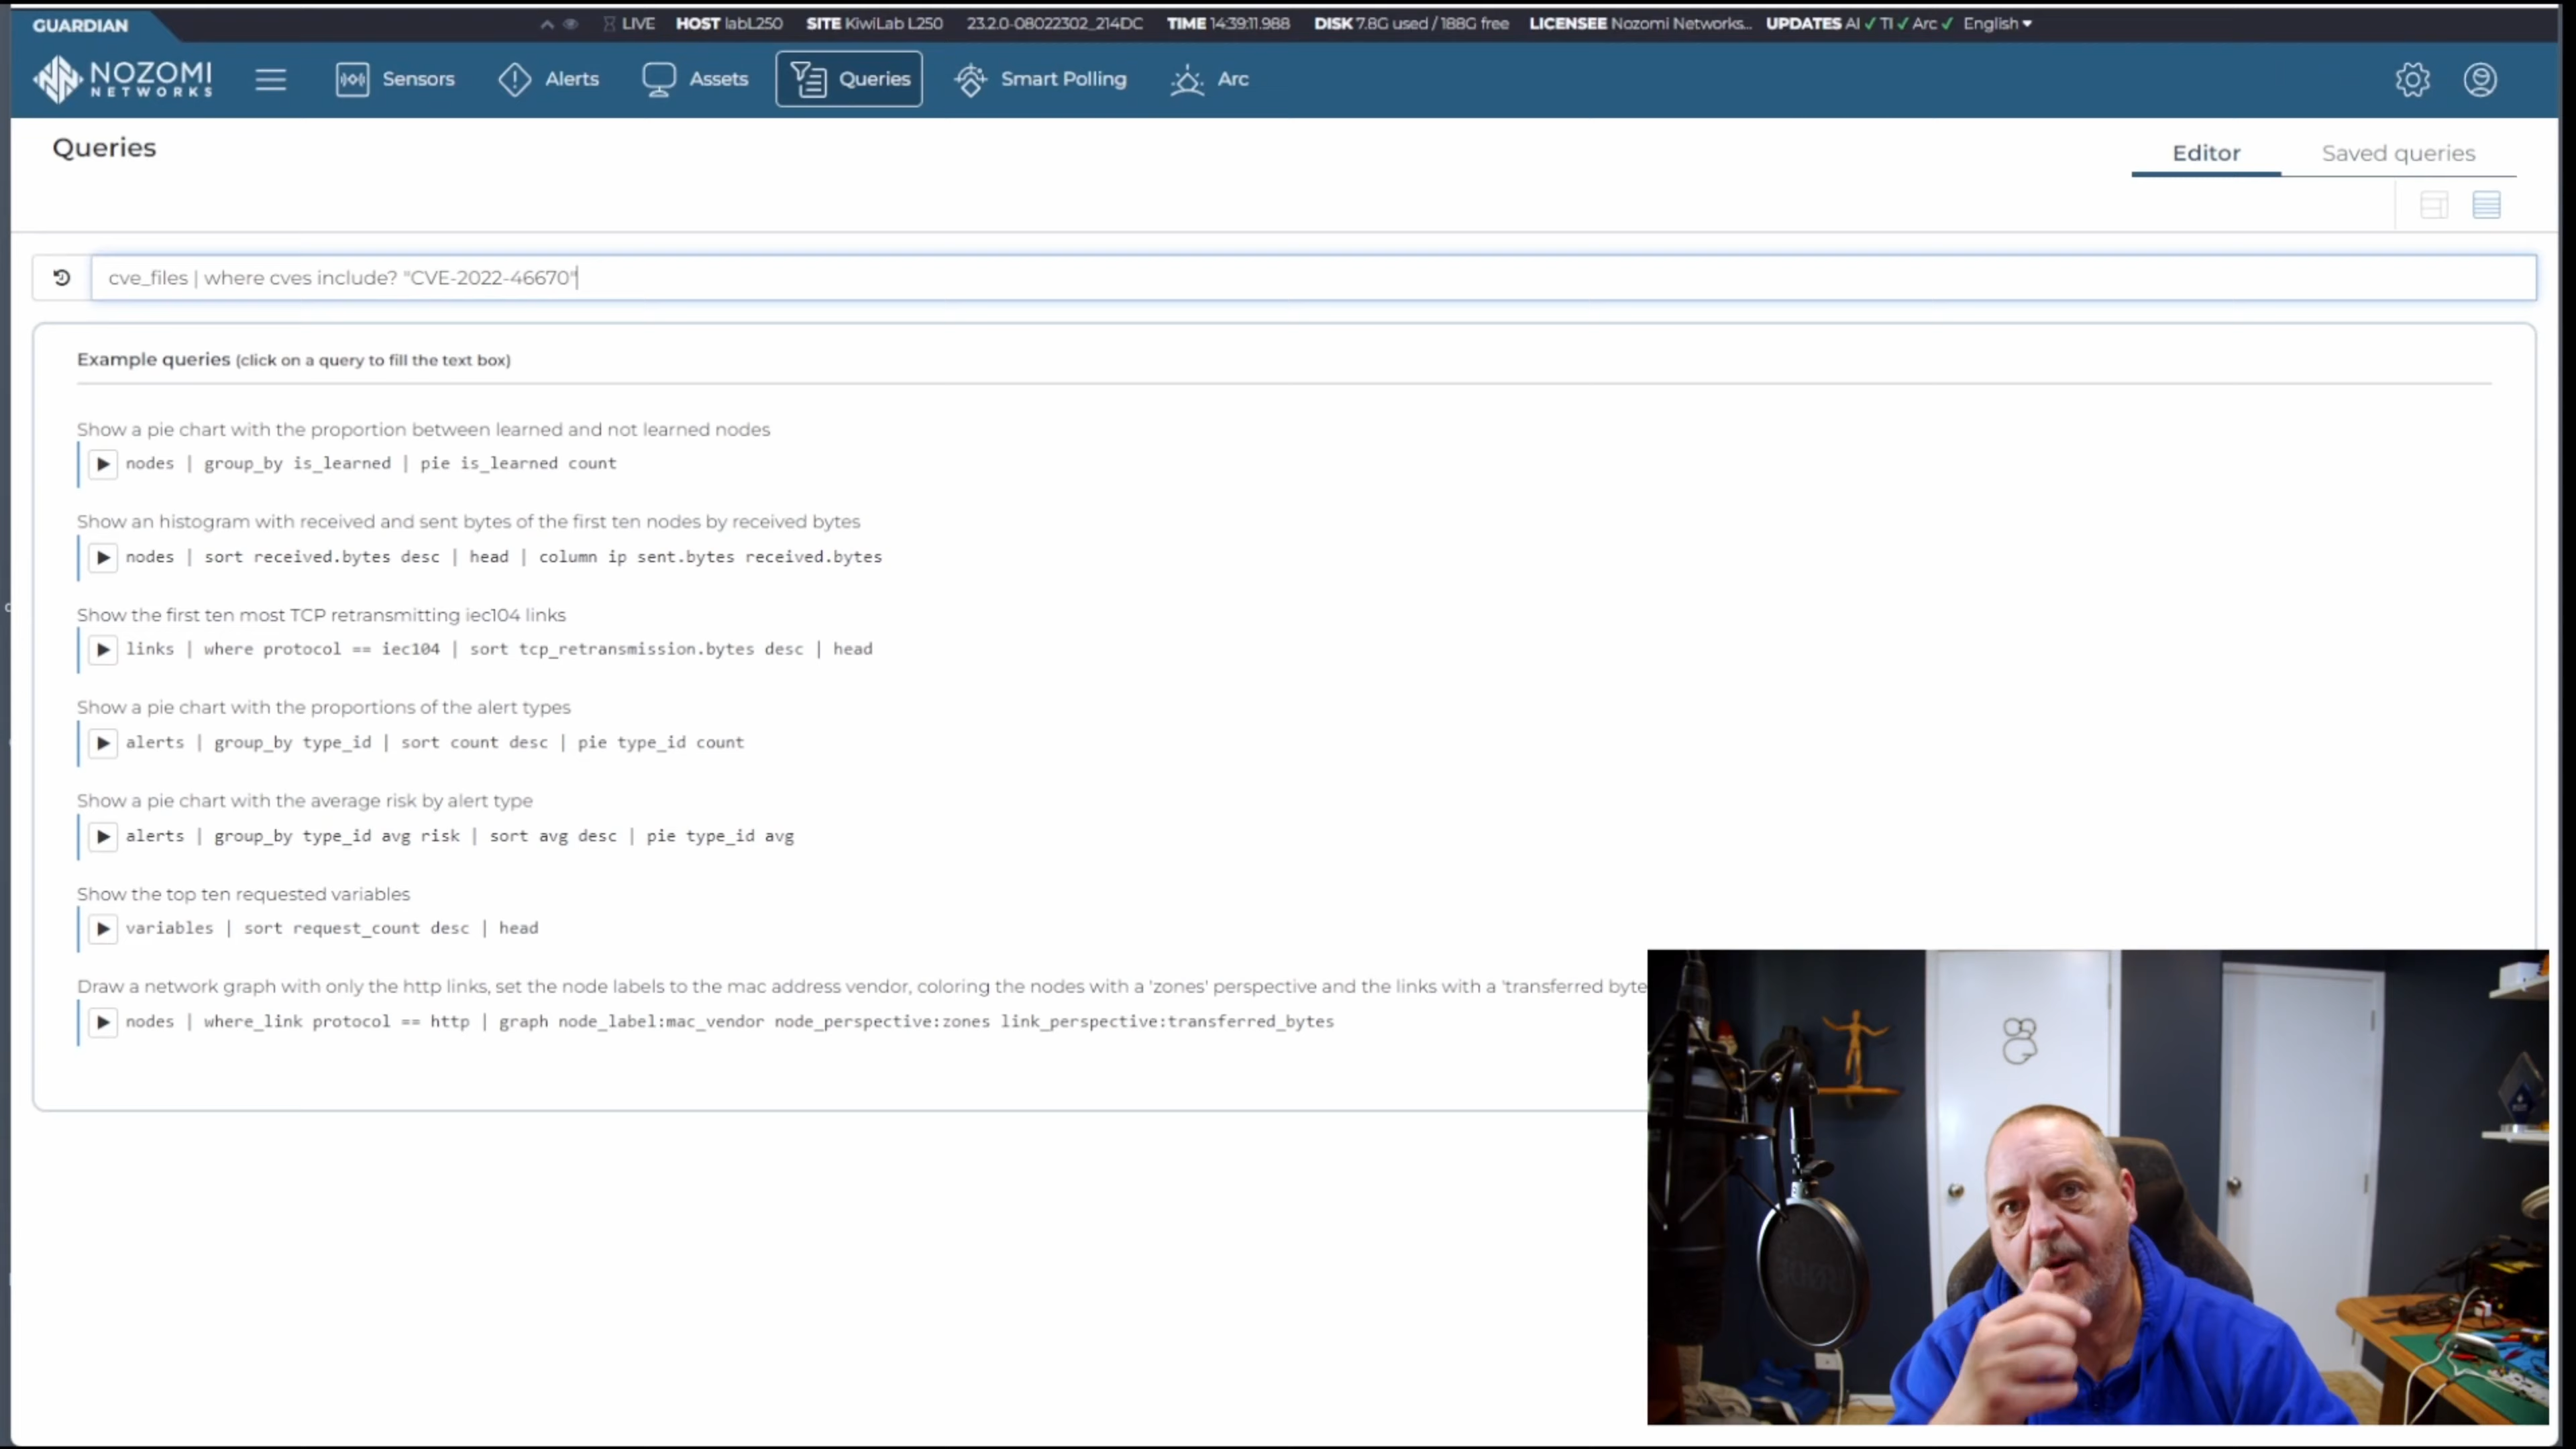 GUARDIAN
LIVE HOST labL250 SITE KiwiLab L250 23.2.0-08022302_214DC TIME 14:39:11.988 DISK 7.8G used / 188G free LICENSEE Nozomi Networks... UPDATES AI ✓ TI ✓ Arc ✓ English
NOZOMI
NETWORKS
Sensors Alerts Assets Queries Smart Polling Arc
Queries
Editor Saved queries
cve_files | where cves include? "CVE-2022-46670"
Example queries (click on a query to fill the text box)
Show a pie chart with the proportion between learned and not learned nodes
nodes | group_by is_learned | pie is_learned count
Show an histogram with received and sent bytes of the first ten nodes by received bytes
nodes | sort received.bytes desc | head | column ip sent.bytes received.bytes
Show the first ten most TCP retransmitting iec104 links
links | where protocol == iec104 | sort tcp_retransmission.bytes desc | head
Show a pie chart with the proportions of the alert types
alerts | group_by type_id | sort count desc | pie type_id count
Show a pie chart with the average risk by alert type
alerts | group_by type_id avg risk | sort avg desc | pie type_id avg
Show the top ten requested variables
variables | sort request_count desc | head
Draw a network graph with only the http links, set the node labels to the mac address vendor, coloring the nodes with a 'zones' perspective and the links with a 'transferred byte
nodes | where_link protocol == http | graph node_label:mac_vendor node_perspective:zones link_perspective:transferred_bytes
RØDE